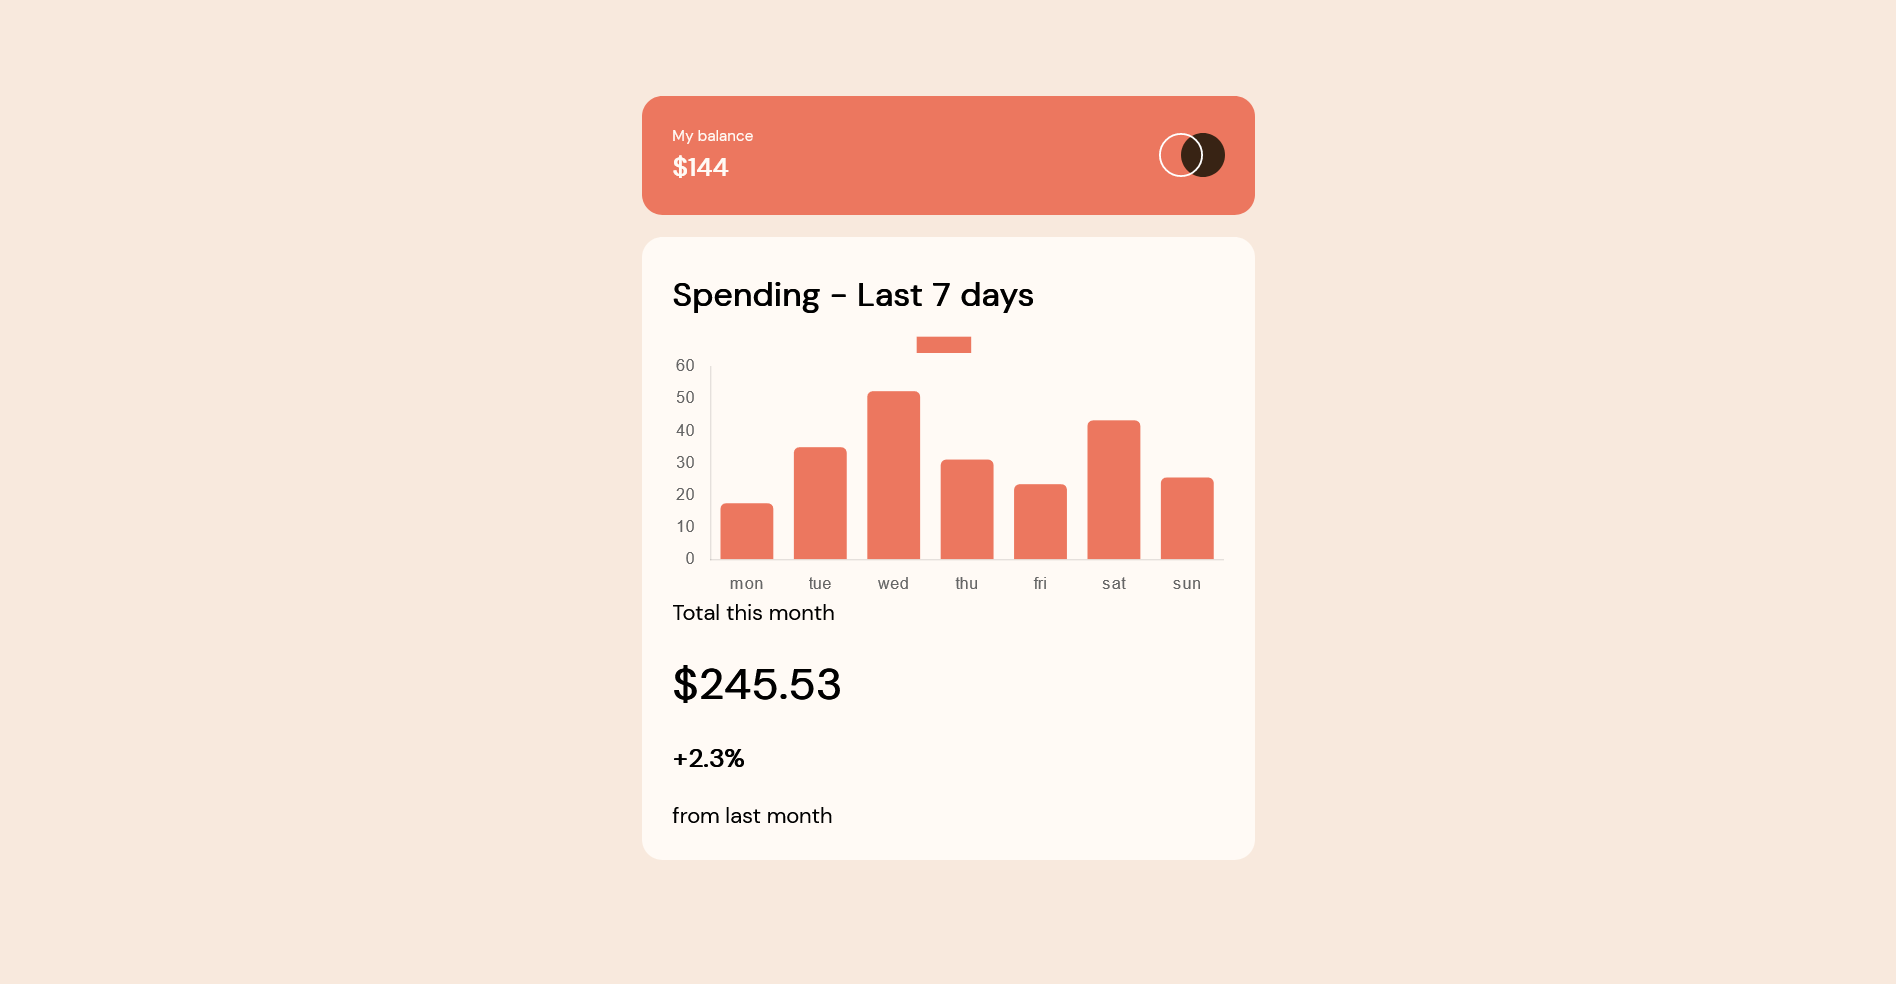 My balance
$144
Spending - Last 7 days
60
50
40
30
20
10
0
mon tue wed thu fri sat sun
Total this month
$245.53
+2.3%
from last month